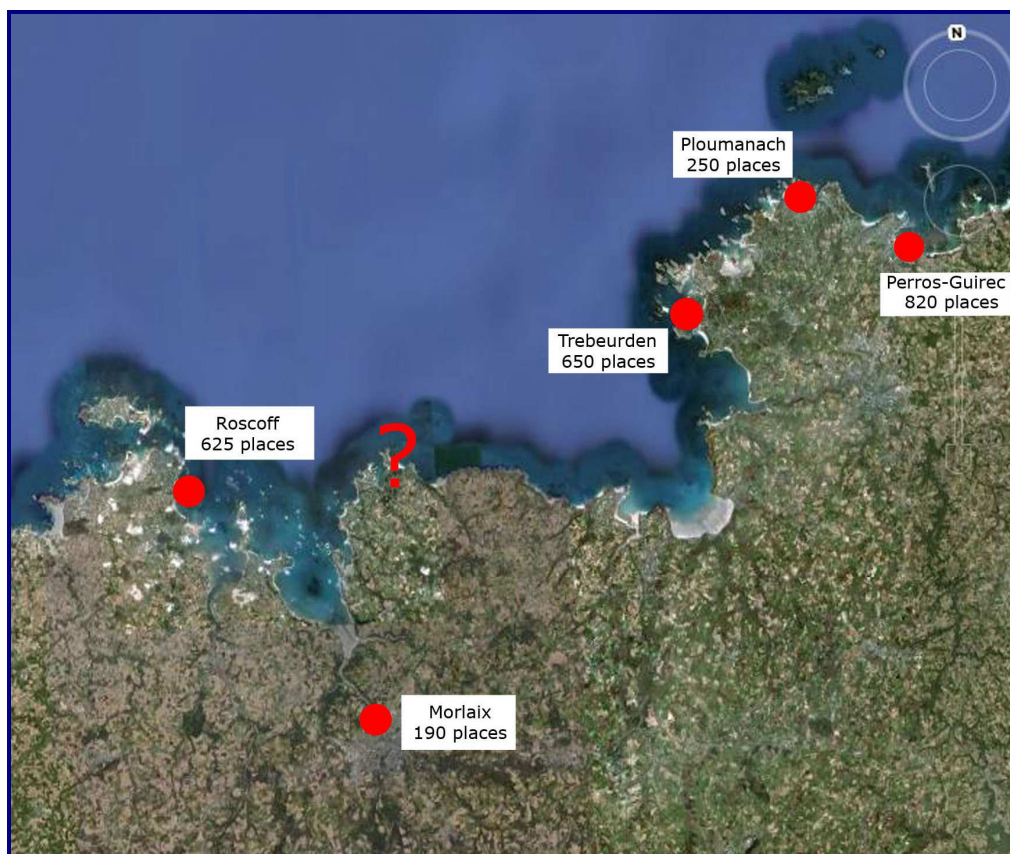 N
Ploumanach
250 places
Perros-Guirec
820 places
Trebeurden
650 places
Roscoff
625 places
?
Morlaix
190 places